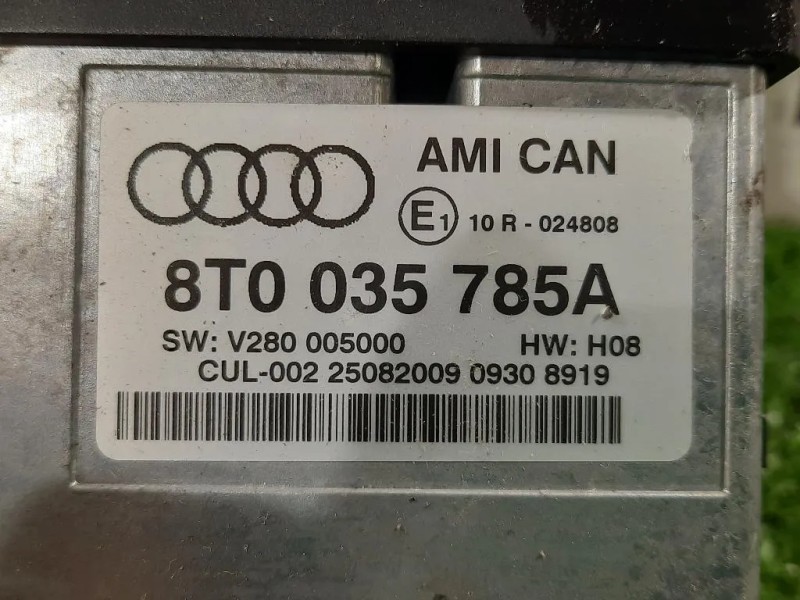 AMI CAN
E1 10 R - 024808
8T0 035 785A
SW: V280 005000 HW: H08
CUL-002 25082009 0930 8919